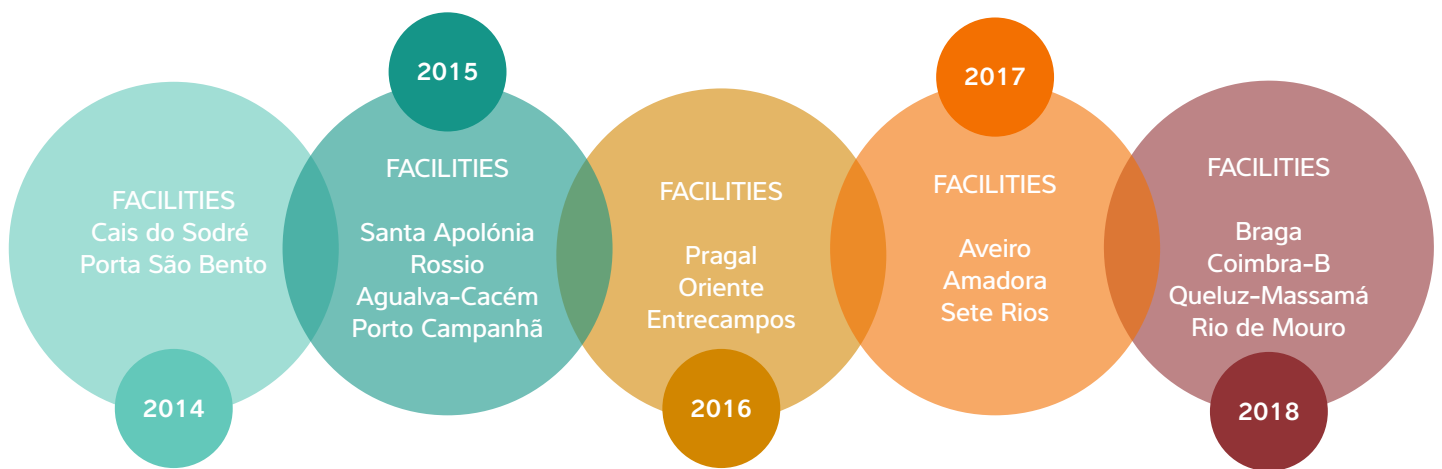 FACILITIES
Cais do Sodré
Porta São Bento
2014
2015
FACILITIES
Santa Apolónia
Rossio
Agualva-Cacém
Porto Campanhã
FACILITIES
Pragal
Oriente
Entrecampos
2016
2017
FACILITIES
Aveiro
Amadora
Sete Rios
FACILITIES
Braga
Coimbra-B
Queluz-Massamá
Rio de Mouro
2018